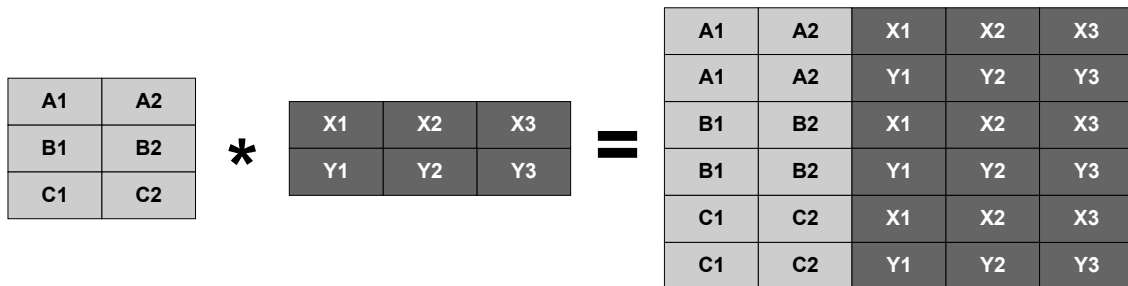 A1 A2
B1 B2
C1 C2
*
X1 X2 X3
Y1 Y2 Y3
=
A1 A2 X1 X2 X3
A1 A2 Y1 Y2 Y3
B1 B2 X1 X2 X3
B1 B2 Y1 Y2 Y3
C1 C2 X1 X2 X3
C1 C2 Y1 Y2 Y3